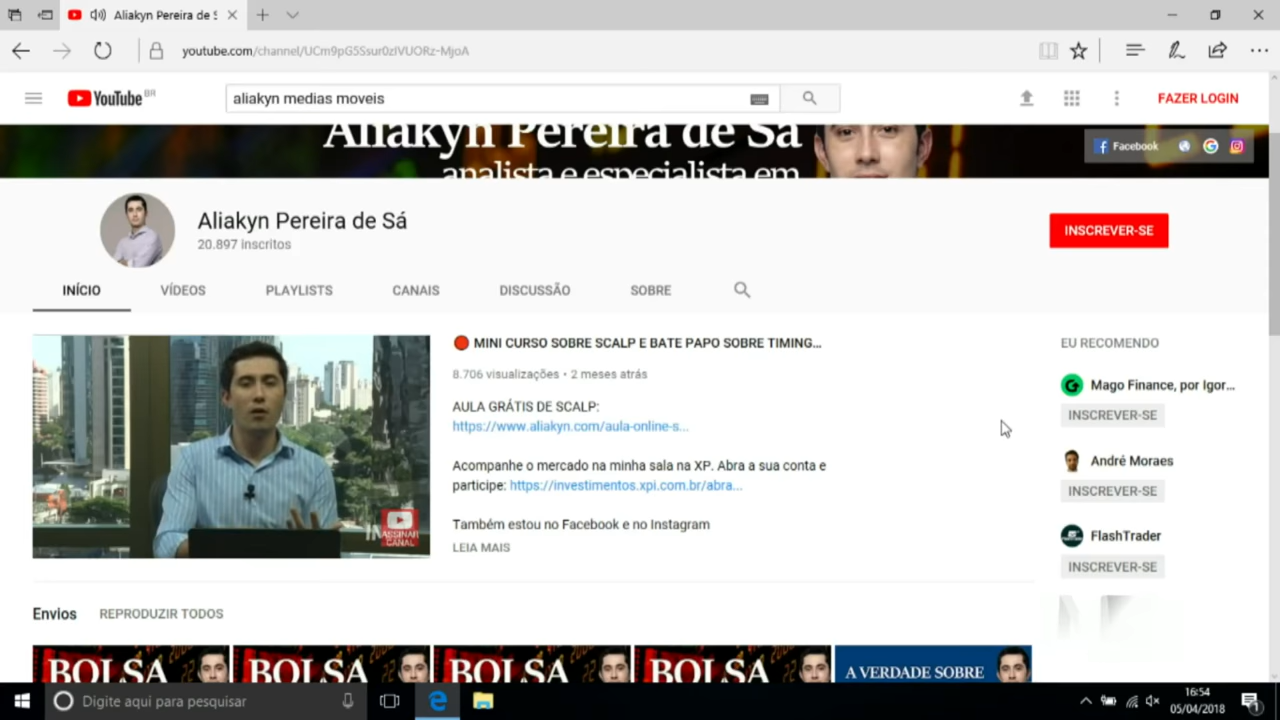 Aliakyn Pereira de S
youtube.com/channel/UCm9pG5Ssur0zIVUORz-MjoA
YouTube BR
aliakyn medias moveis
FAZER LOGIN
Aliakyn Pereira de Sá
analista e especialista em
Facebook
Aliakyn Pereira de Sá
20.897 inscritos
INSCREVER-SE
INÍCIO
VÍDEOS
PLAYLISTS
CANAIS
DISCUSSÃO
SOBRE
MINI CURSO SOBRE SCALP E BATE PAPO SOBRE TIMING...
8.706 visualizações • 2 meses atrás
AULA GRÁTIS DE SCALP:
https://www.aliakyn.com/aula-online-s...
Acompanhe o mercado na minha sala na XP. Abra a sua conta e
participe: https://investimentos.xpi.com.br/abra...
Também estou no Facebook e no Instagram
LEIA MAIS
ASSINAR
CANAL
EU RECOMENDO
Mago Finance, por Igor...
INSCREVER-SE
André Moraes
INSCREVER-SE
FlashTrader
INSCREVER-SE
Envios
REPRODUZIR TODOS
BOLSA
BOLSA
BOLSA
BOLSA
A VERDADE SOBRE
Digite aqui para pesquisar
16:54
05/04/2018
1